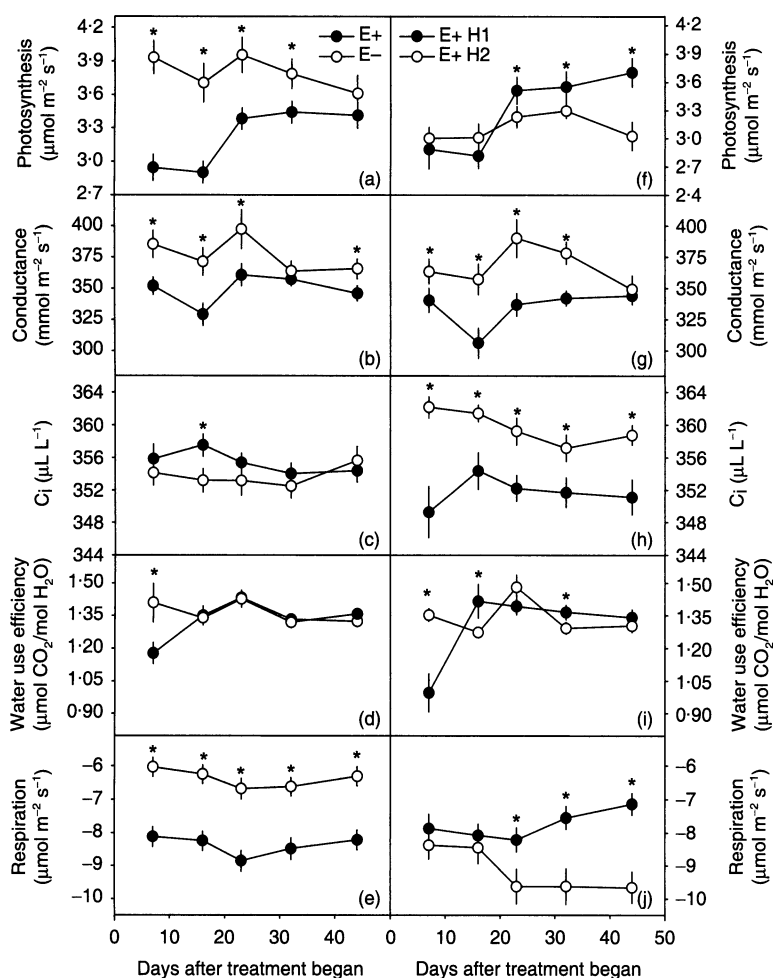 4·2
3·9
3·6
3·3
3·0
2·7
Photosynthesis
(μmol m−2 s−1)
E+
E−
(a)
* * * *
E+ H1
E+ H2
(f)
* * *
4·2
3·9
3·6
3·3
3·0
2·7
2·4
Photosynthesis
(μmol m−2 s−1)
400
375
350
325
300
Conductance
(mmol m−2 s−1)
* * * *
(b)
* * * *
(g)
400
375
350
325
300
Conductance
(mmol m−2 s−1)
364
360
356
352
348
Ci (μL L−1)
*
(c)
* * * * *
(h)
364
360
356
352
348
344
Ci (μL L−1)
1·50
1·35
1·20
1·05
0·90
Water use efficiency
(μmol CO2/mol H2O)
*
(d)
* * *
(i)
1·50
1·35
1·20
1·05
0·90
Water use efficiency
(μmol CO2/mol H2O)
−6
−7
−8
−9
−10
Respiration
(μmol m−2 s−1)
* * * * *
(e)
* * *
(j)
−6
−7
−8
−9
−10
Respiration
(μmol m−2 s−1)
0 10 20 30 40 0 10 20 30 40 50
Days after treatment began Days after treatment began